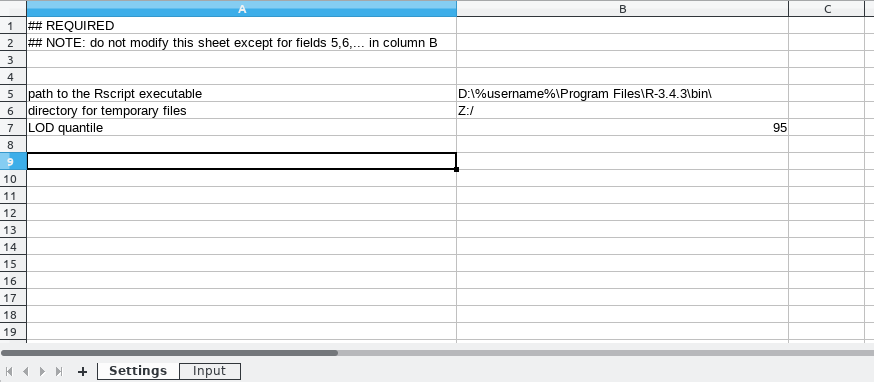 A B C
1 ## REQUIRED
2 ## NOTE: do not modify this sheet except for fields 5,6,... in column B
3
4
5 path to the Rscript executable D:\%username%\Program Files\R-3.4.3\bin\
6 directory for temporary files Z:/
7 LOD quantile 95
8
9
10
11
12
13
14
15
16
17
18
19
+ Settings Input